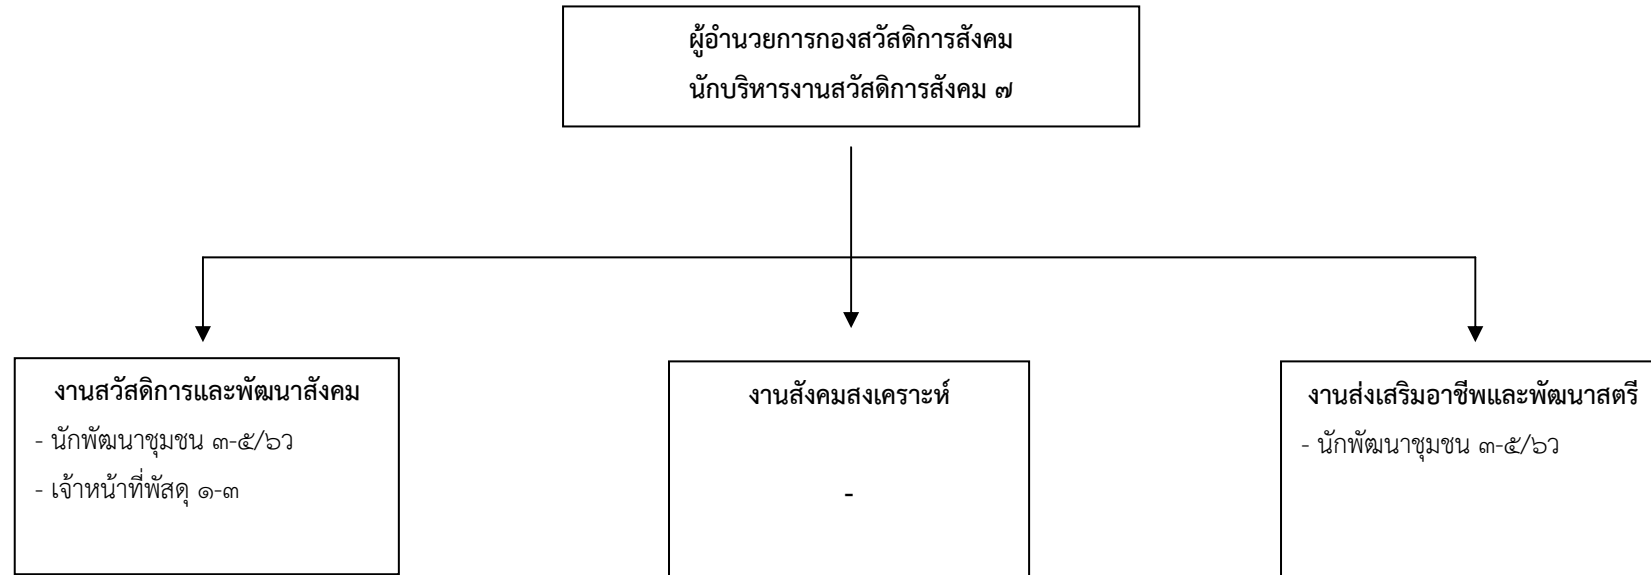 ผู้อำนวยการกองสวัสดิการสังคม
นักบริหารงานสวัสดิการสังคม ๗
งานสวัสดิการและพัฒนาสังคม
- นักพัฒนาชุมชน ๓-๕/๖ว
- เจ้าหน้าที่พัสดุ ๑-๓
งานสังคมสงเคราะห์
-
งานส่งเสริมอาชีพและพัฒนาสตรี
- นักพัฒนาชุมชน ๓-๕/๖ว